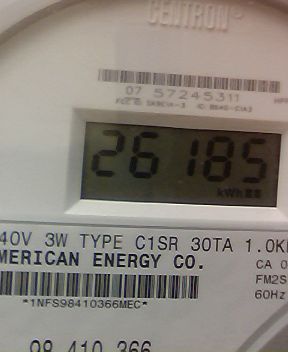 CENTRON
07 57245311
26185
kWh
40V 3W TYPE C1SR 30TA 1.0K
MERICAN ENERGY CO.
CA 0
FM2S
*1NFS98410366MEC*
60Hz
98 410 366